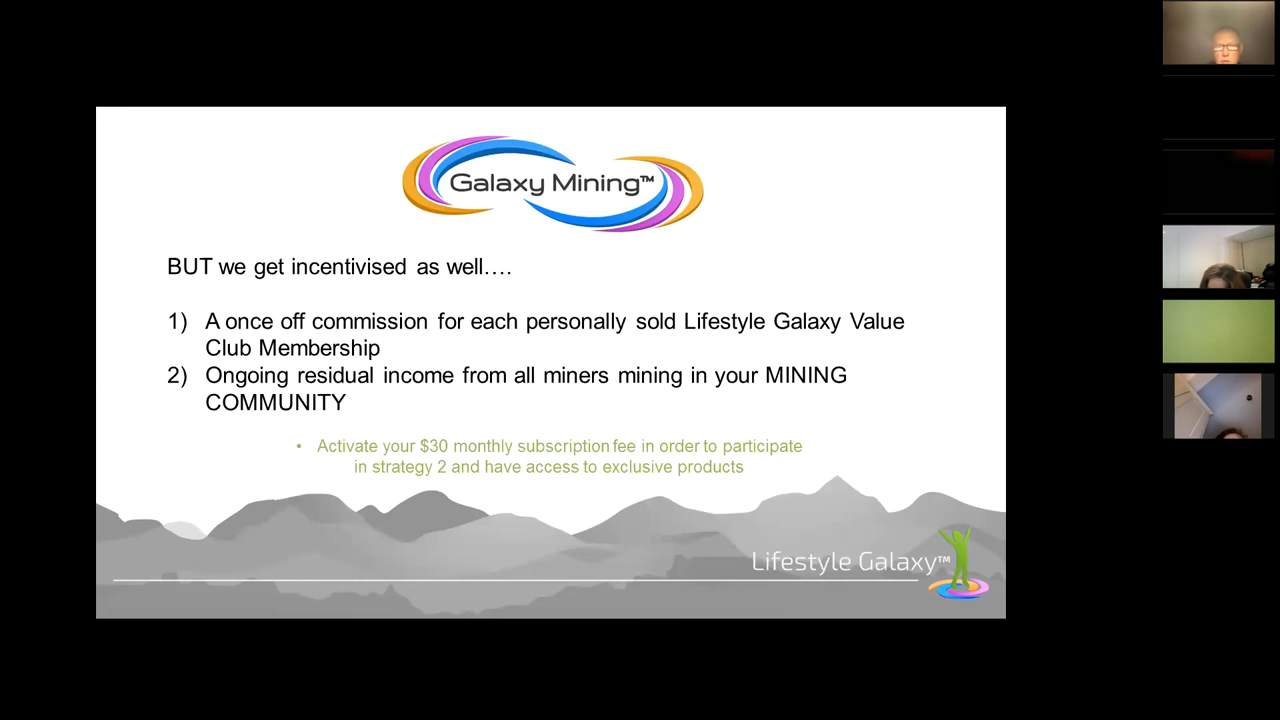 Galaxy Mining™
BUT we get incentivised as well….
1) A once off commission for each personally sold Lifestyle Galaxy Value
Club Membership
2) Ongoing residual income from all miners mining in your MINING
COMMUNITY
• Activate your $30 monthly subscription fee in order to participate
in strategy 2 and have access to exclusive products
Lifestyle Galaxy™